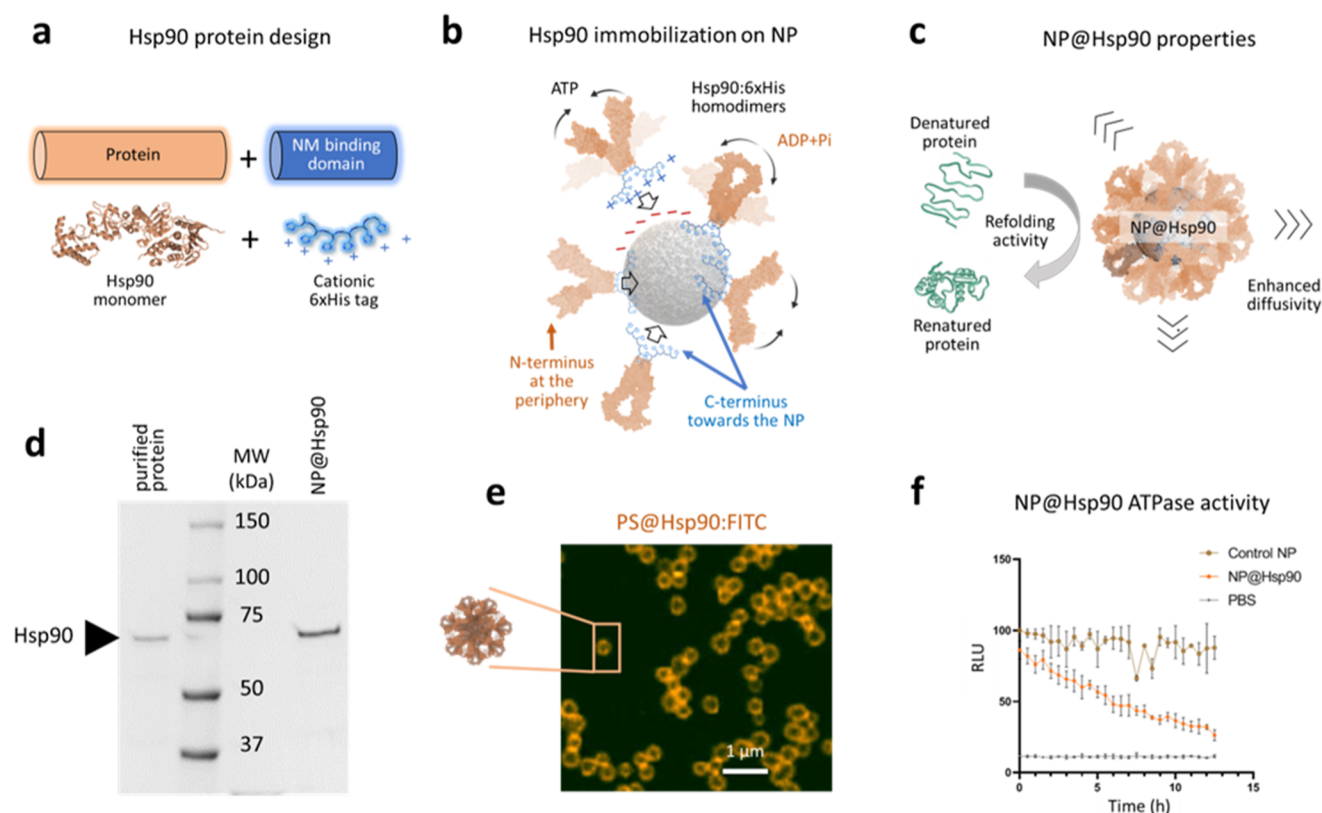 a
Hsp90 protein design
Protein
+
NM binding
domain
+
Hsp90
monomer
Cationic
6xHis tag
b
Hsp90 immobilization on NP
ATP
Hsp90:6xHis
homodimers
ADP+Pi
N-terminus
at the
periphery
C-terminus
towards the NP
c
NP@Hsp90 properties
Denatured
protein
Refolding
activity
Renatured
protein
NP@Hsp90
Enhanced
diffusivity
d
purified
protein
MW
(kDa)
NP@Hsp90
150
100
75
Hsp90
50
37
e
PS@Hsp90:FITC
1 μm
f
NP@Hsp90 ATPase activity
Control NP
NP@Hsp90
PBS
RLU
150
100
50
0
0
5
10
15
Time (h)